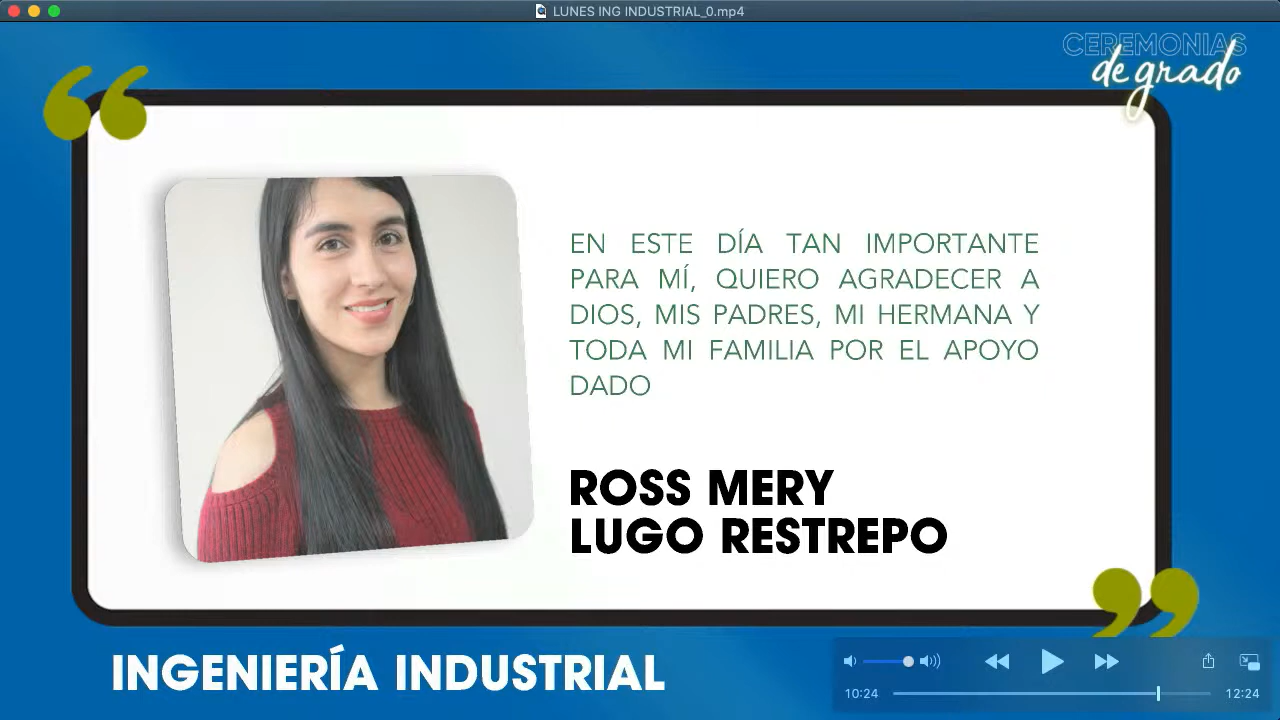 LUNES ING INDUSTRIAL_0.mp4
CEREMONIAS
de grado
EN ESTE DÍA TAN IMPORTANTE
PARA MÍ, QUIERO AGRADECER A
DIOS, MIS PADRES, MI HERMANA Y
TODA MI FAMILIA POR EL APOYO
DADO
ROSS MERY
LUGO RESTREPO
INGENIERÍA INDUSTRIAL
10:24
12:24